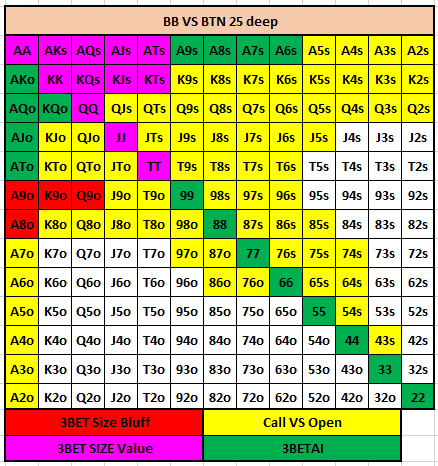 BB VS BTN 25 deep
AA AKs AQs AJs ATs A9s A8s A7s A6s A5s A4s A3s A2s
AKo KK KQs KJs KTs K9s K8s K7s K6s K5s K4s K3s K2s
AQo KQo QQ QJs QTs Q9s Q8s Q7s Q6s Q5s Q4s Q3s Q2s
AJo KJo QJo JJ JTs J9s J8s J7s J6s J5s J4s J3s J2s
ATo KTo QTo JTo TT T9s T8s T7s T6s T5s T4s T3s T2s
A9o K9o Q9o J9o T9o 99 98s 97s 96s 95s 94s 93s 92s
A8o K8o Q8o J8o T8o 98o 88 87s 86s 85s 84s 83s 82s
A7o K7o Q7o J7o T7o 97o 87o 77 76s 75s 74s 73s 72s
A6o K6o Q6o J6o T6o 96o 86o 76o 66 65s 64s 63s 62s
A5o K5o Q5o J5o T5o 95o 85o 75o 65o 55 54s 53s 52s
A4o K4o Q4o J4o T4o 94o 84o 74o 64o 54o 44 43s 42s
A3o K3o Q3o J3o T3o 93o 83o 73o 63o 53o 43o 33 32s
A2o K2o Q2o J2o T2o 92o 82o 72o 62o 52o 42o 32o 22
3BET Size Bluff Call VS Open
3BET SIZE Value 3BETAI